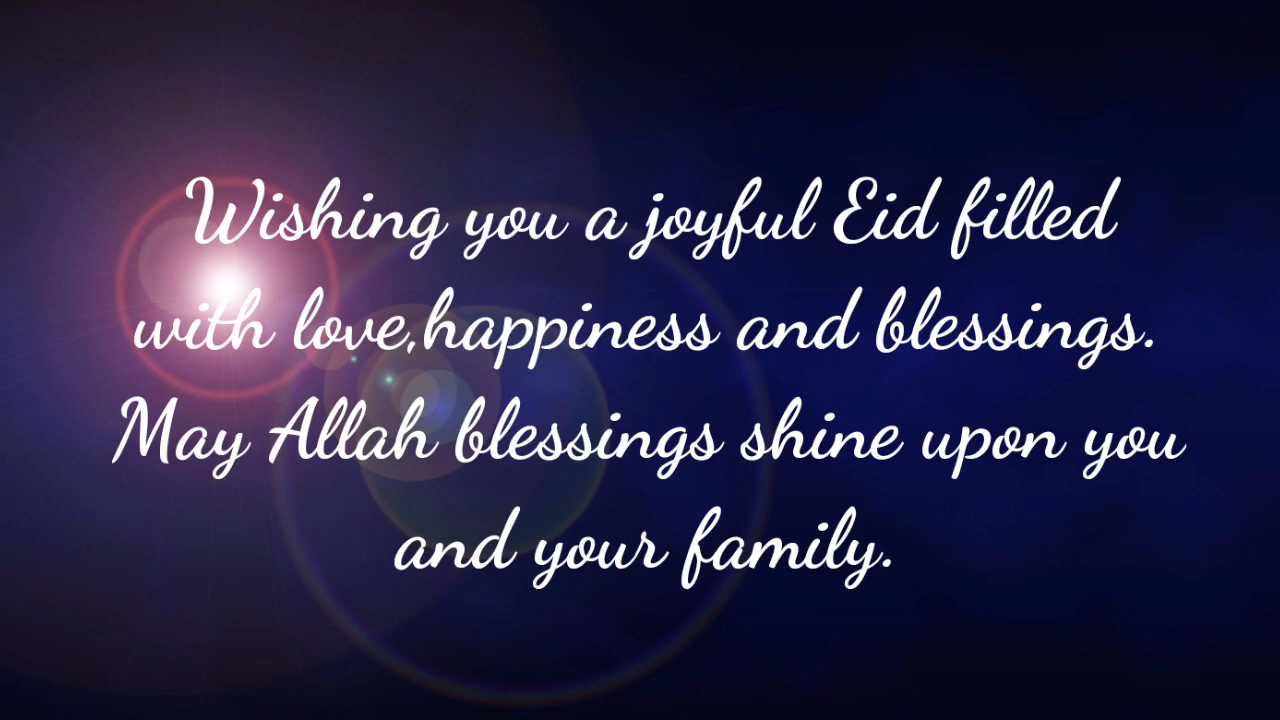 Wishing you a joyful Eid filled
with love,happiness and blessings.
May Allah blessings shine upon you
and your family.